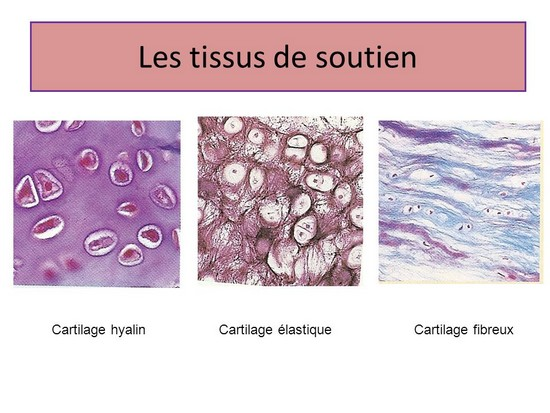 Les tissus de soutien
Cartilage hyalin
Cartilage élastique
Cartilage fibreux